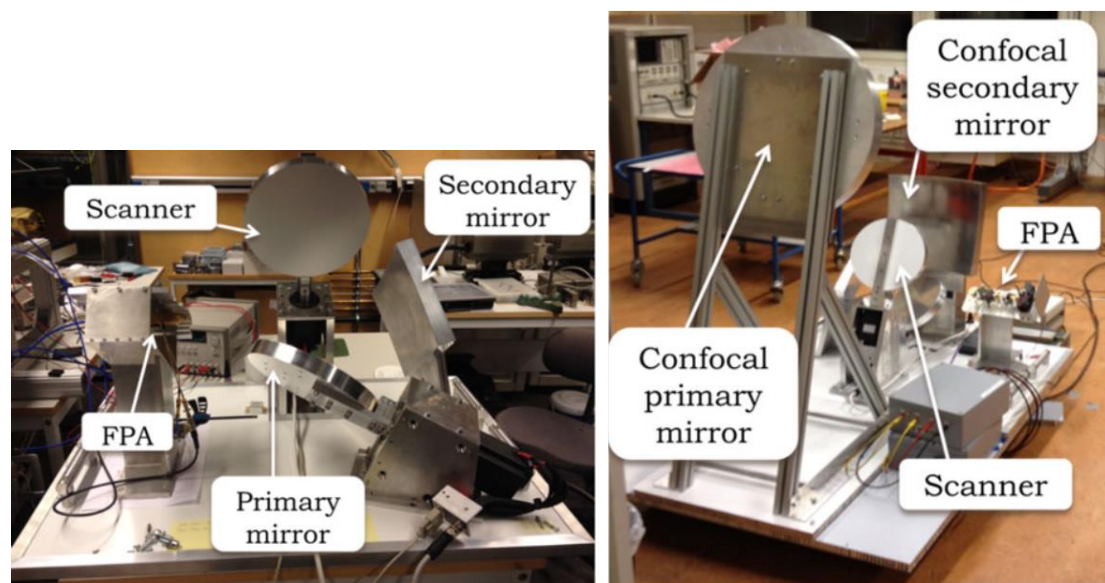 Scanner
Secondary
mirror
FPA
Primary
mirror
Confocal
secondary
mirror
FPA
Confocal
primary
mirror
Scanner